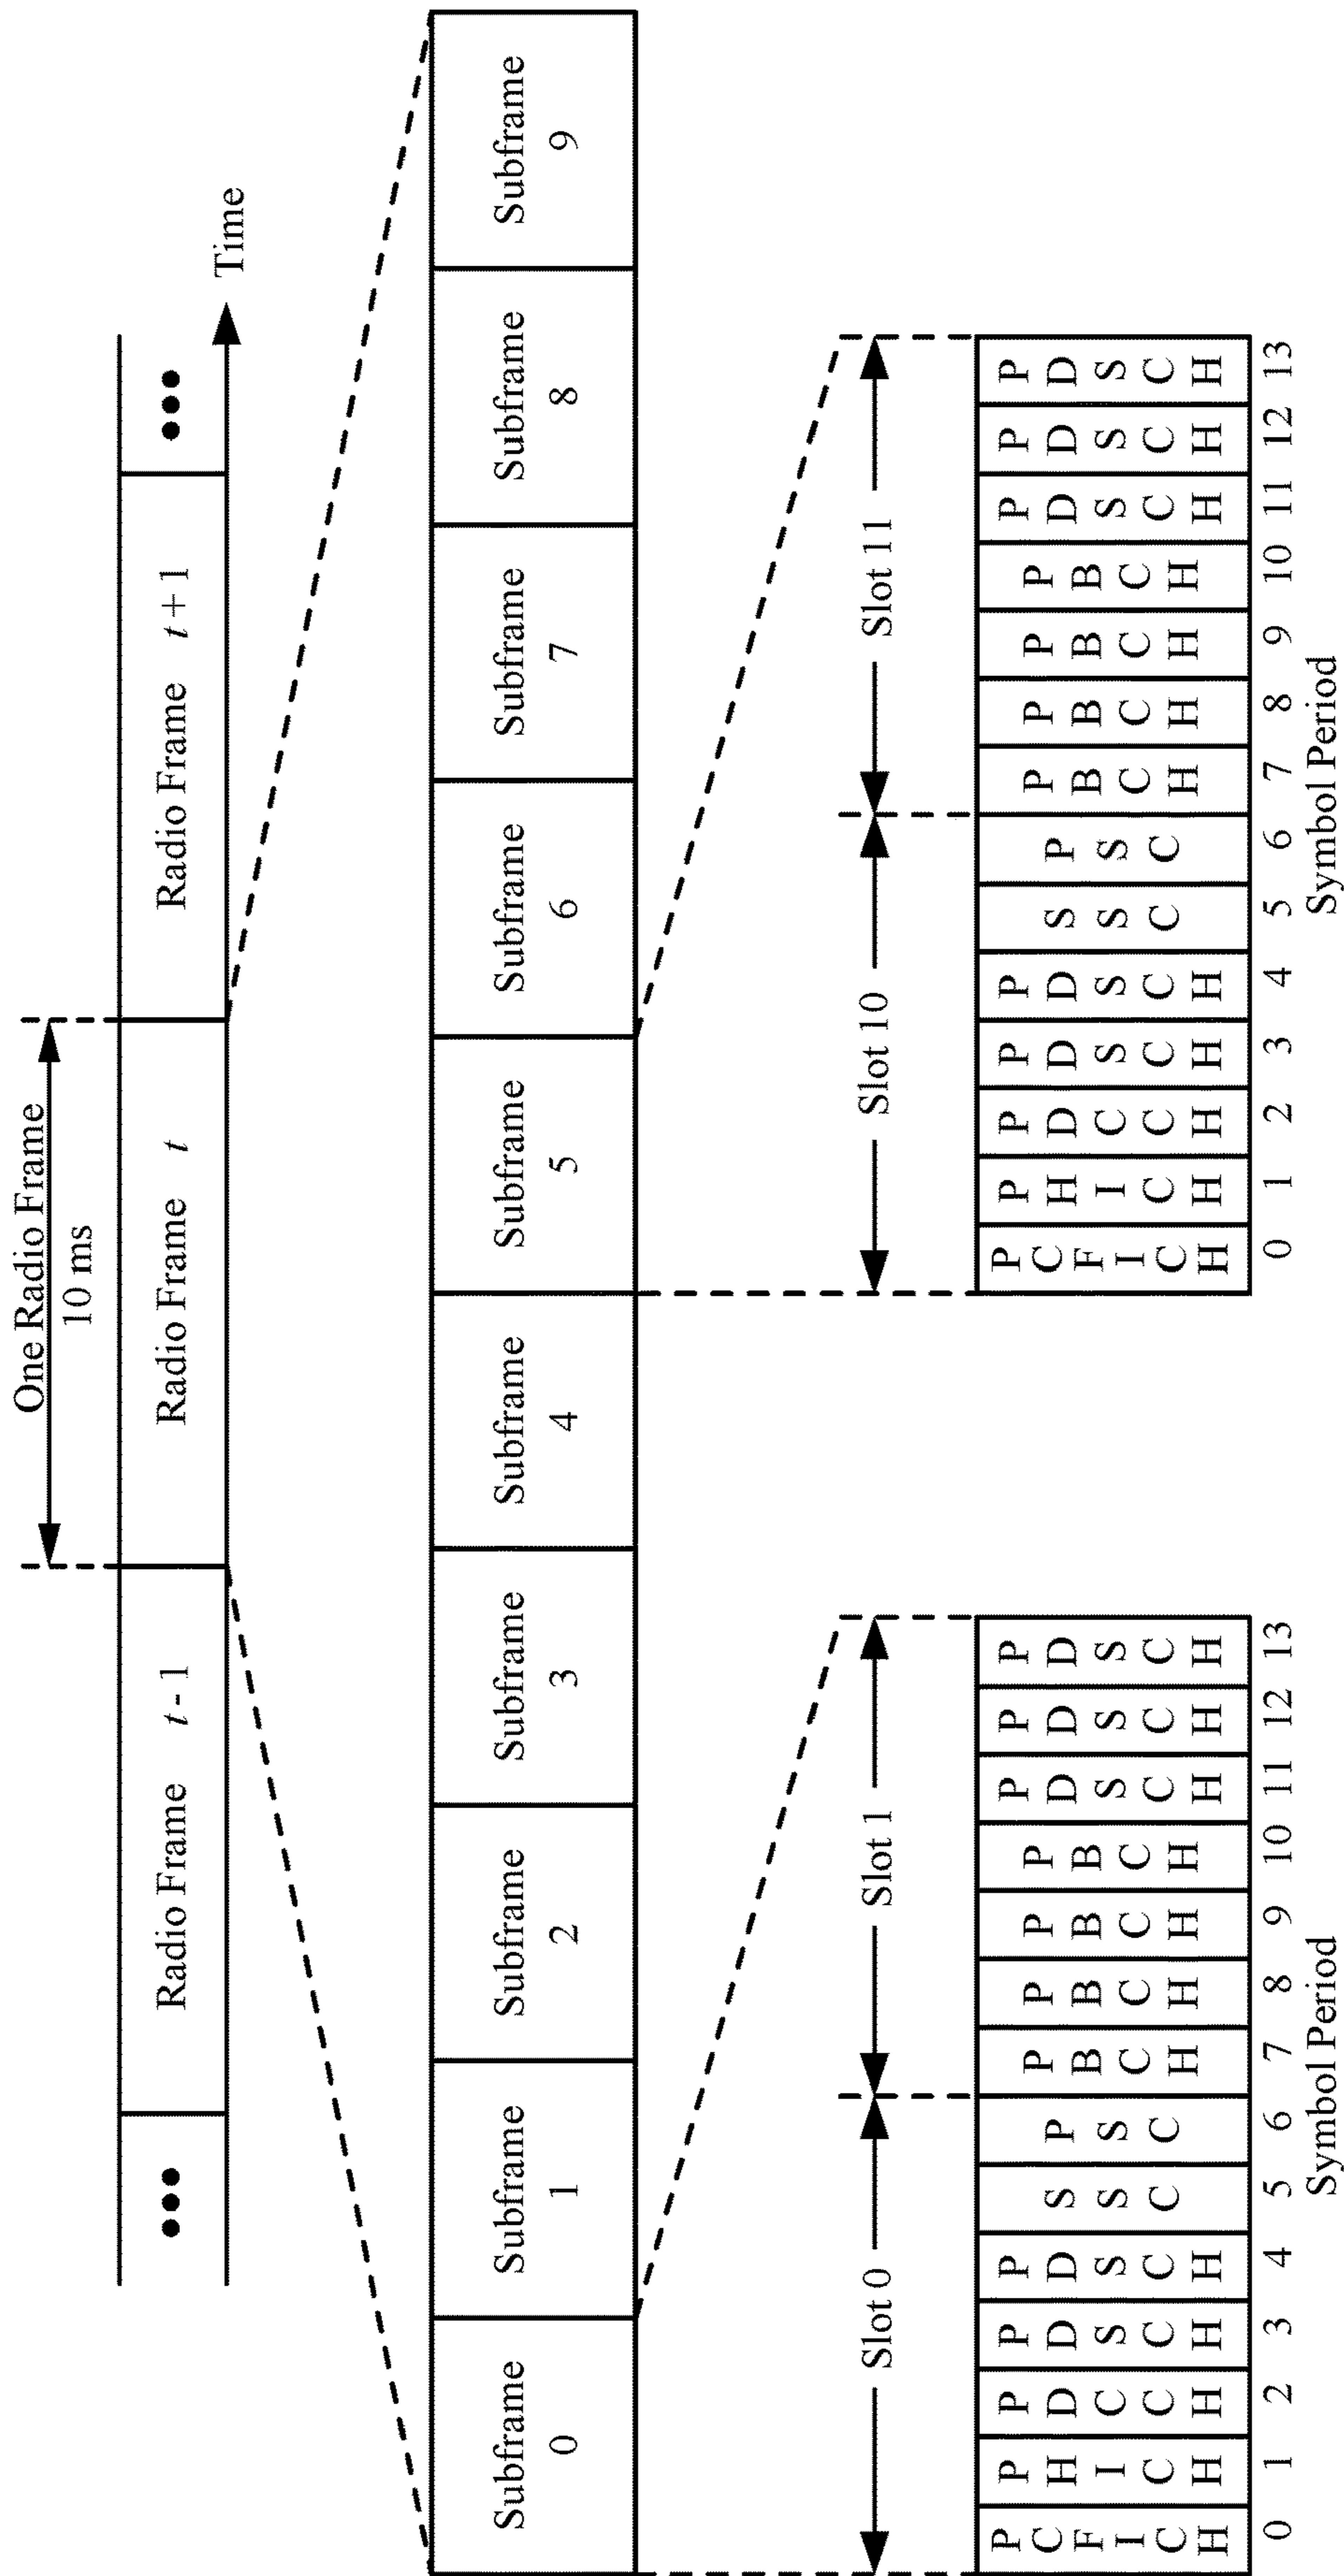 One Radio Frame
10 ms
•••
Radio Frame t-1
Radio Frame t
Radio Frame t+1
•••
Time
Subframe
0
Subframe
1
Subframe
2
Subframe
3
Subframe
4
Subframe
5
Subframe
6
Subframe
7
Subframe
8
Subframe
9
Slot 0
Slot 1
PCFICH
PHICH
PDCCH
PDSCH
PDSCH
SSC
PSC
PBCH
PBCH
PBCH
PBCH
PDSCH
PDSCH
PDSCH
0 1 2 3 4 5 6 7 8 9 10 11 12 13
Symbol Period
Slot 10
Slot 11
PCFICH
PHICH
PDCCH
PDSCH
PDSCH
SSC
PSC
PBCH
PBCH
PBCH
PBCH
PDSCH
PDSCH
PDSCH
0 1 2 3 4 5 6 7 8 9 10 11 12 13
Symbol Period